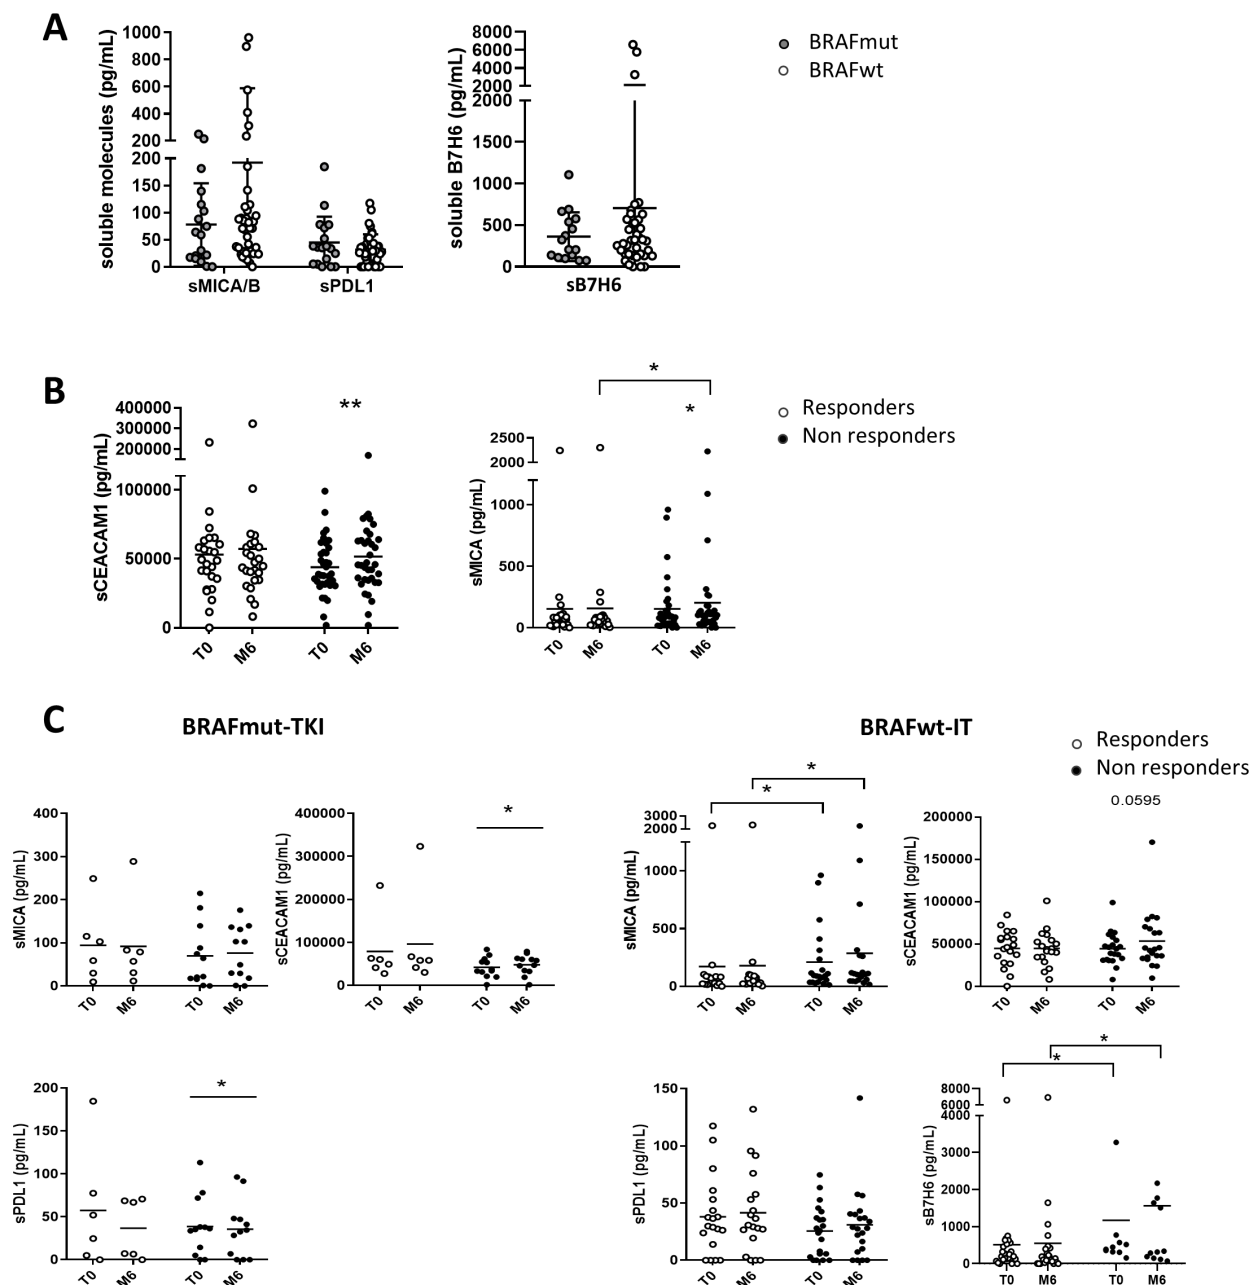 A
soluble molecules (pg/mL)
1000
800
600
400
200
200
150
100
50
0
sMICA/B
sPDL1
soluble B7H6 (pg/mL)
8000
6000
4000
2000
2000
1500
1000
500
0
sB7H6
BRAFmut
BRAFwt
B
sCEACAM1 (pg/mL)
400000
300000
200000
100000
50000
0
**
T0
M6
T0
M6
sMICA (pg/mL)
2500
2000
1000
500
0
*
*
T0
M6
T0
M6
Responders
Non responders
C
BRAFmut-TKI
BRAFwt-IT
Responders
Non responders
sMICA (pg/mL)
400
300
200
100
0
T0
M6
T0
M6
sCEACAM1 (pg/mL)
400000
300000
200000
100000
0
*
T0
M6
T0
M6
sMICA (pg/mL)
3000
2000
1000
500
0
*
*
T0
M6
T0
M6
0.0595
sCEACAM1 (pg/mL)
200000
150000
100000
50000
0
T0
M6
T0
M6
sPDL1 (pg/mL)
200
150
100
50
0
*
T0
M6
T0
M6
sPDL1 (pg/mL)
150
100
50
0
T0
M6
T0
M6
sB7H6 (pg/mL)
8000
6000
4000
3000
2000
1000
0
*
*
T0
M6
T0
M6